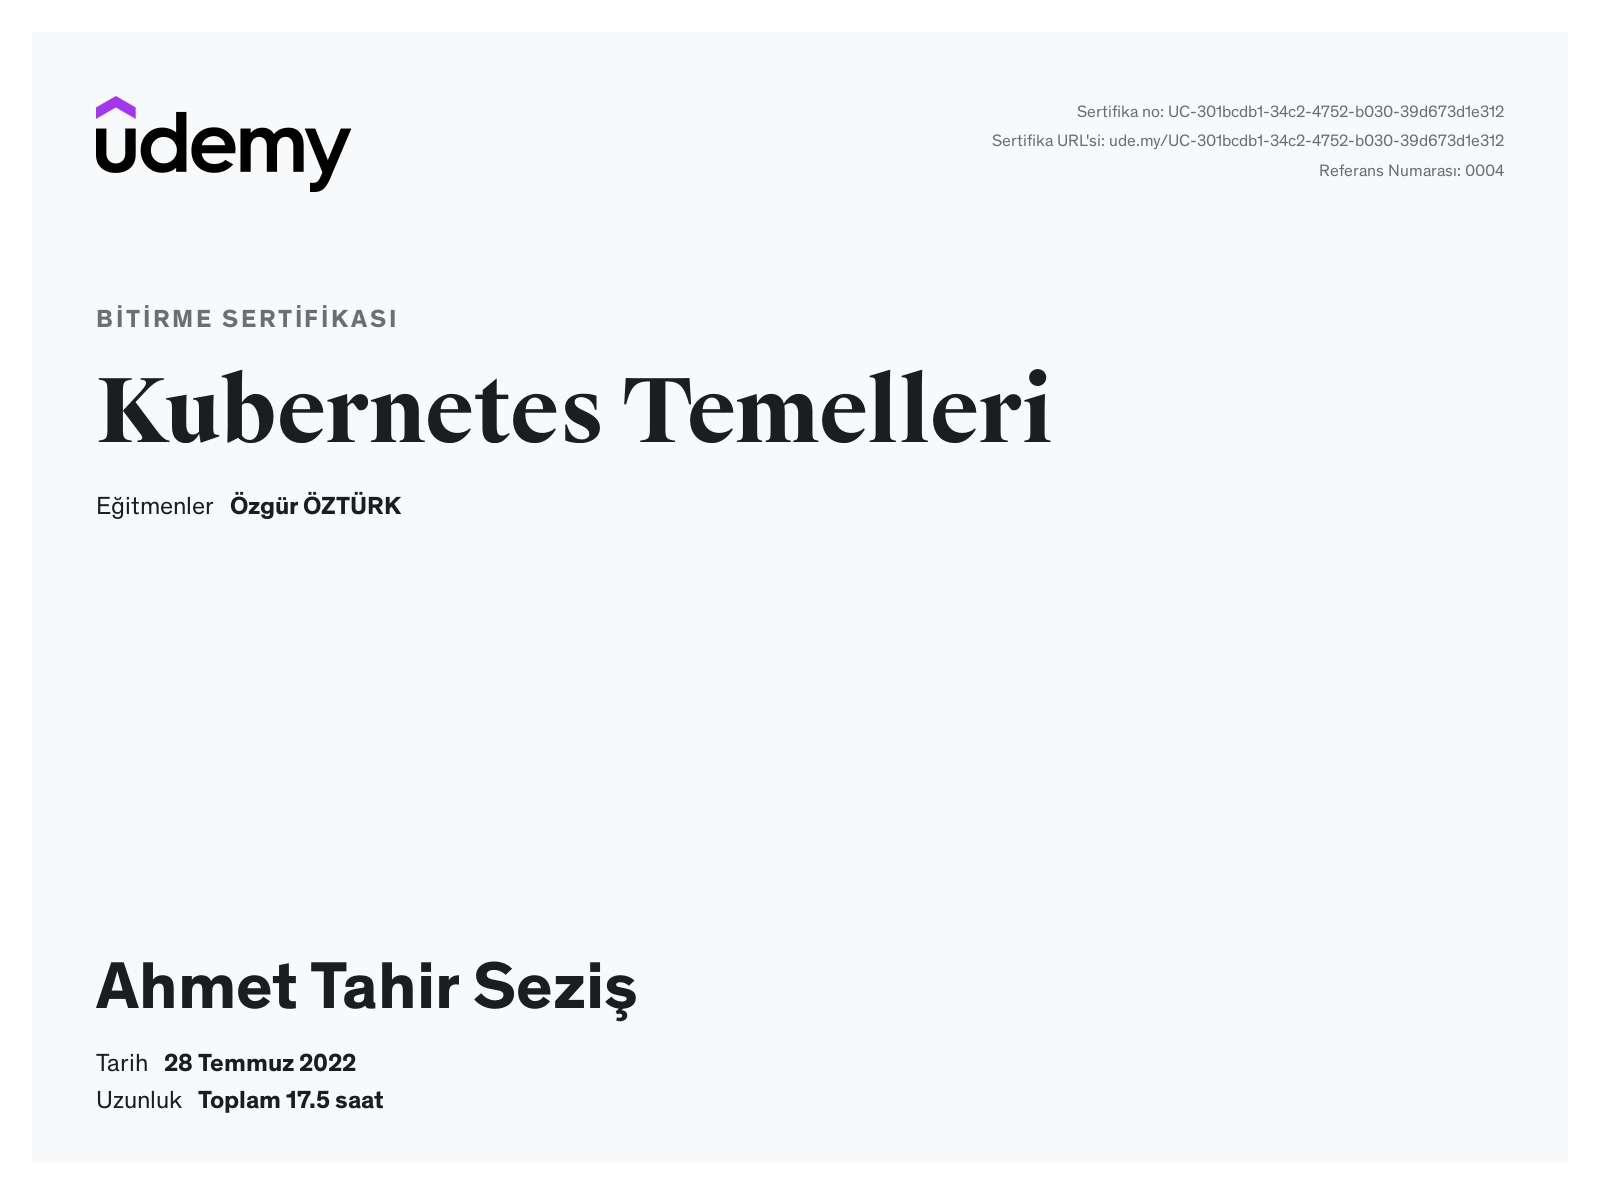 udemy
Sertifika no: UC-301bcdb1-34c2-4752-b030-39d673d1e312
Sertifika URL'si: ude.my/UC-301bcdb1-34c2-4752-b030-39d673d1e312
Referans Numarası: 0004
BİTİRME SERTİFİKASI
Kubernetes Temelleri
Eğitmenler Özgür ÖZTÜRK
Ahmet Tahir Seziş
Tarih 28 Temmuz 2022
Uzunluk Toplam 17.5 saat